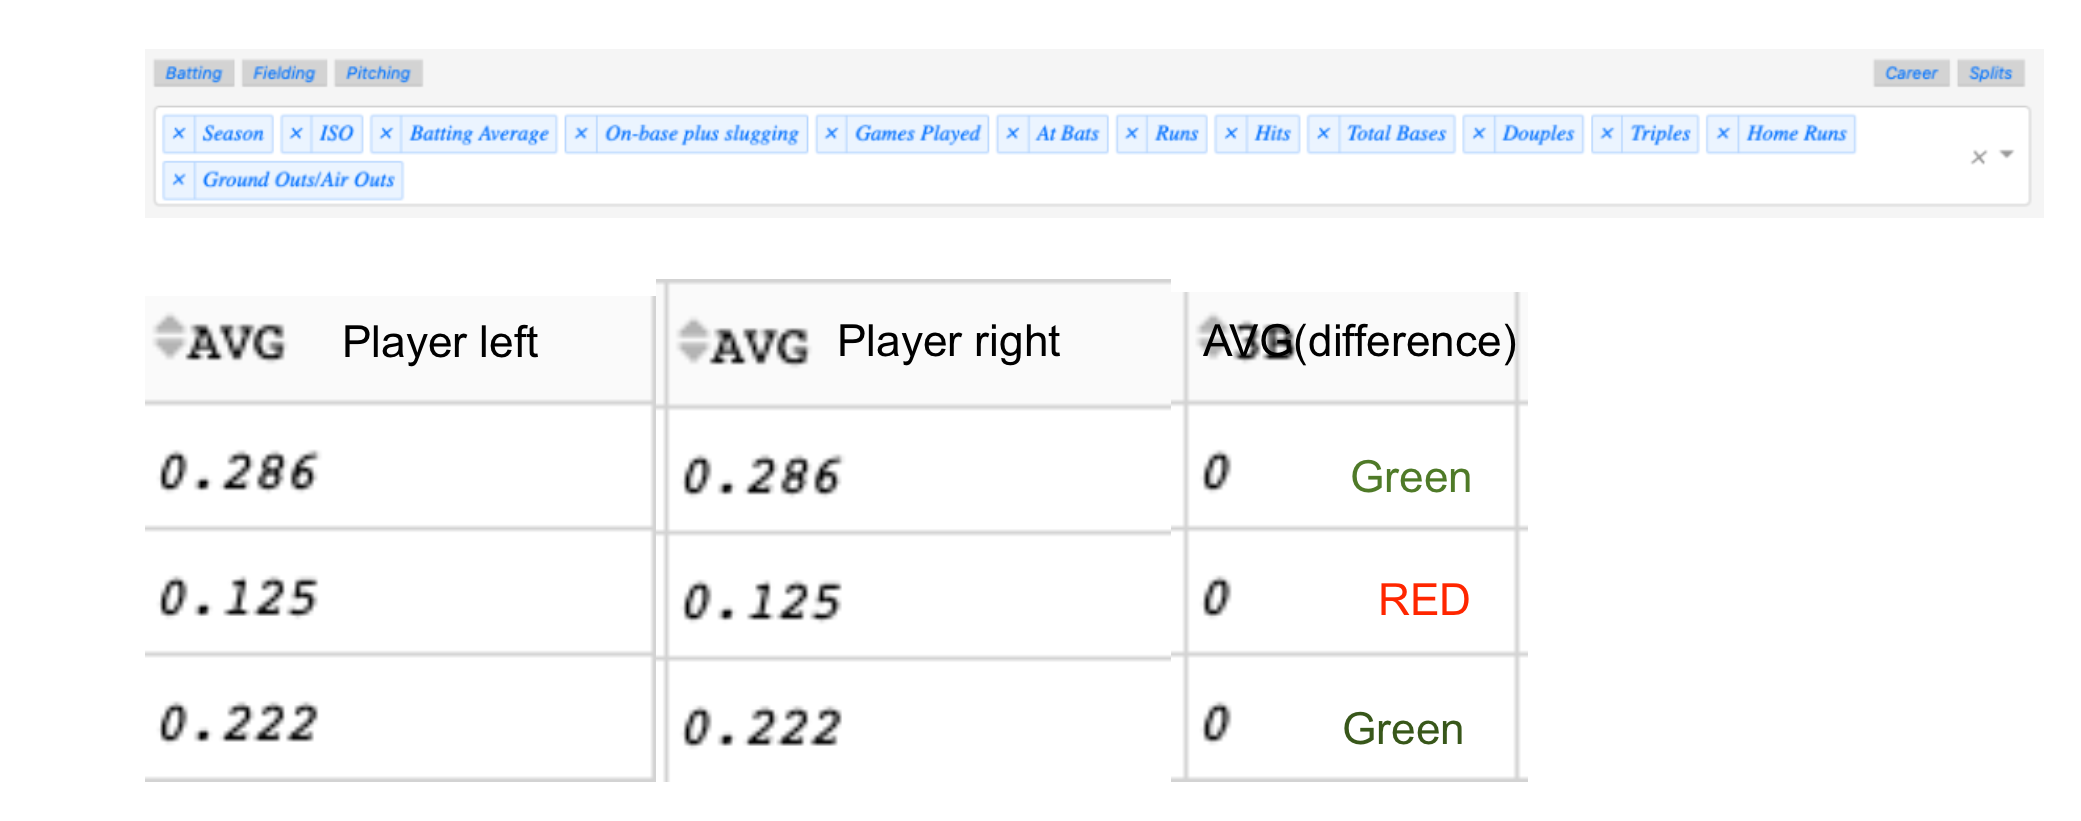 Batting Fielding Pitching Career Splits
× Season × ISO × Batting Average × On-base plus slugging × Games Played × At Bats × Runs × Hits × Total Bases × Douples × Triples × Home Runs
× Ground Outs/Air Outs
AVG Player left AVG Player right AVG(difference)
0.286 0.286 0 Green
0.125 0.125 0 RED
0.222 0.222 0 Green